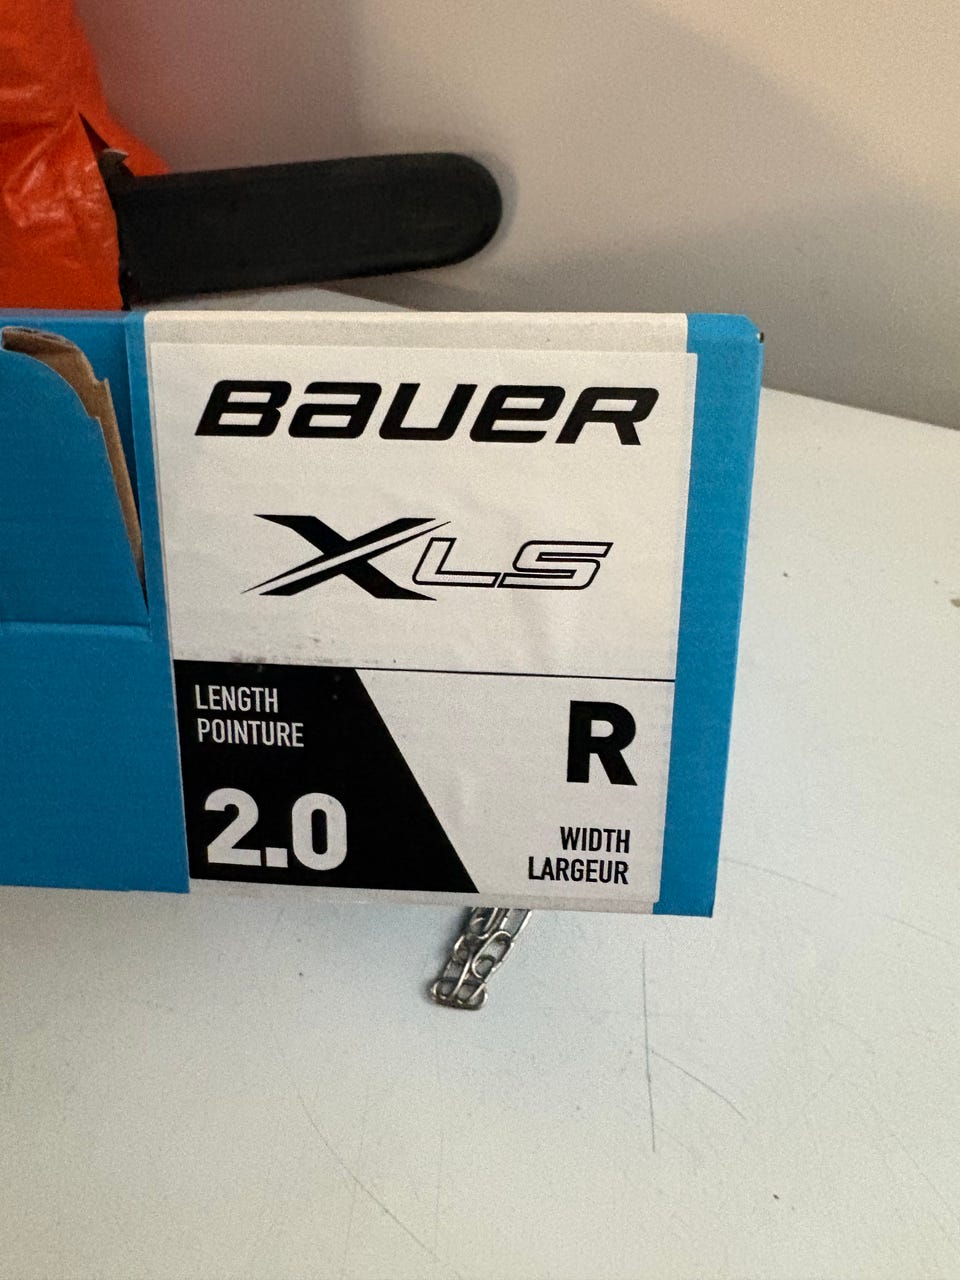 BAUER
XLS
LENGTH
POINTURE
2.0
R
WIDTH
LARGEUR